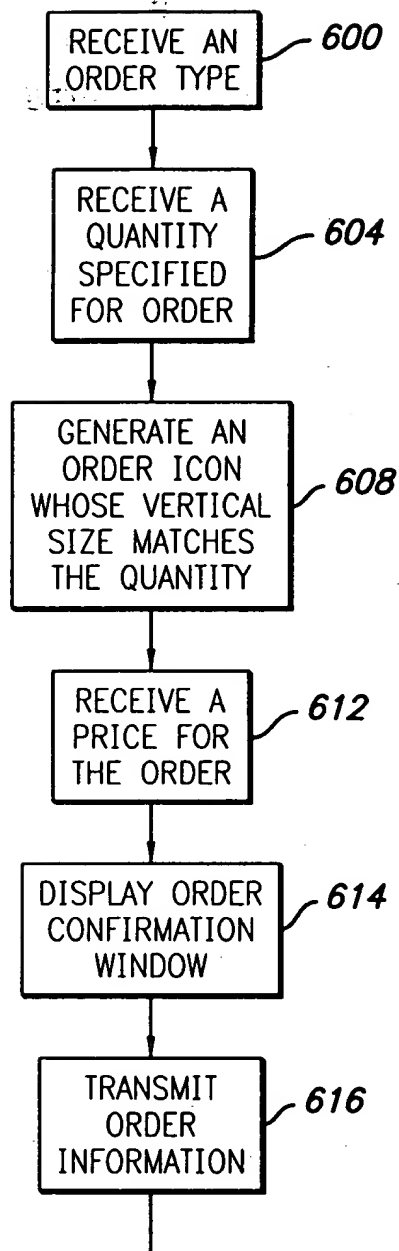 RECEIVE AN
ORDER TYPE
600
RECEIVE A
QUANTITY
SPECIFIED
FOR ORDER
604
GENERATE AN
ORDER ICON
WHOSE VERTICAL
SIZE MATCHES
THE QUANTITY
608
RECEIVE A
PRICE FOR
THE ORDER
612
DISPLAY ORDER
CONFIRMATION
WINDOW
614
TRANSMIT
ORDER
INFORMATION
616